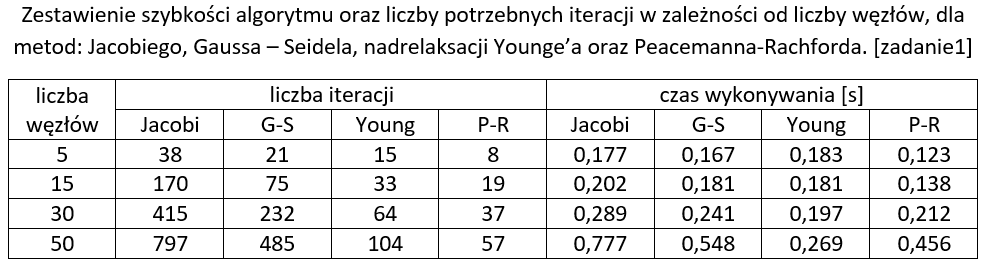 Zestawienie szybkości algorytmu oraz liczby potrzebnych iteracji w zależności od liczby węzłów, dla
metod: Jacobiego, Gaussa – Seidela, nadrelaksacji Younge’a oraz Peacemanna-Rachforda. [zadanie1]
liczba węzłów liczba iteracji czas wykonywania [s]
Jacobi G-S Young P-R Jacobi G-S Young P-R
5 38 21 15 8 0,177 0,167 0,183 0,123
15 170 75 33 19 0,202 0,181 0,181 0,138
30 415 232 64 37 0,289 0,241 0,197 0,212
50 797 485 104 57 0,777 0,548 0,269 0,456